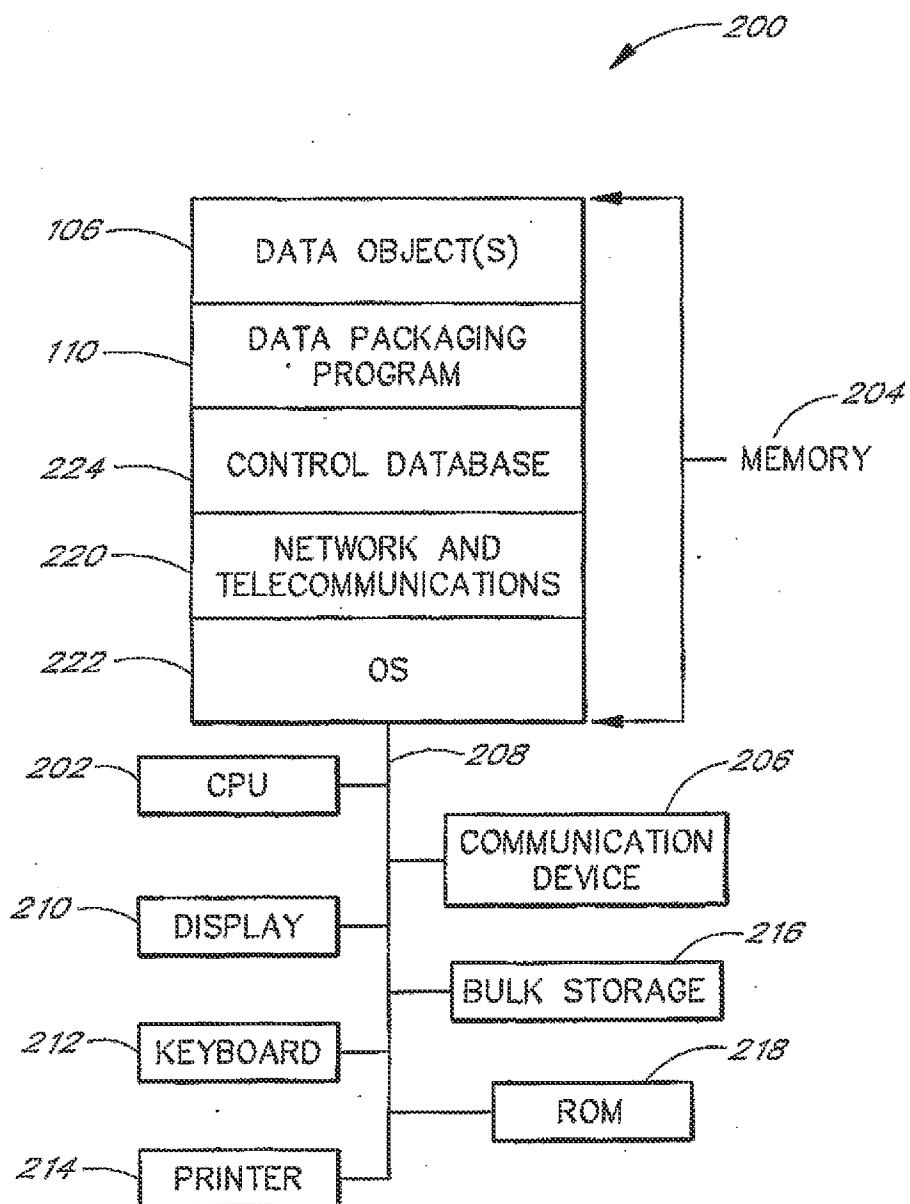 200
106
DATA OBJECT(S)
110
DATA PACKAGING
PROGRAM
204
MEMORY
224
CONTROL DATABASE
220
NETWORK AND
TELECOMMUNICATIONS
222
OS
202
CPU
208
206
COMMUNICATION
DEVICE
210
DISPLAY
216
BULK STORAGE
212
KEYBOARD
218
ROM
214
PRINTER